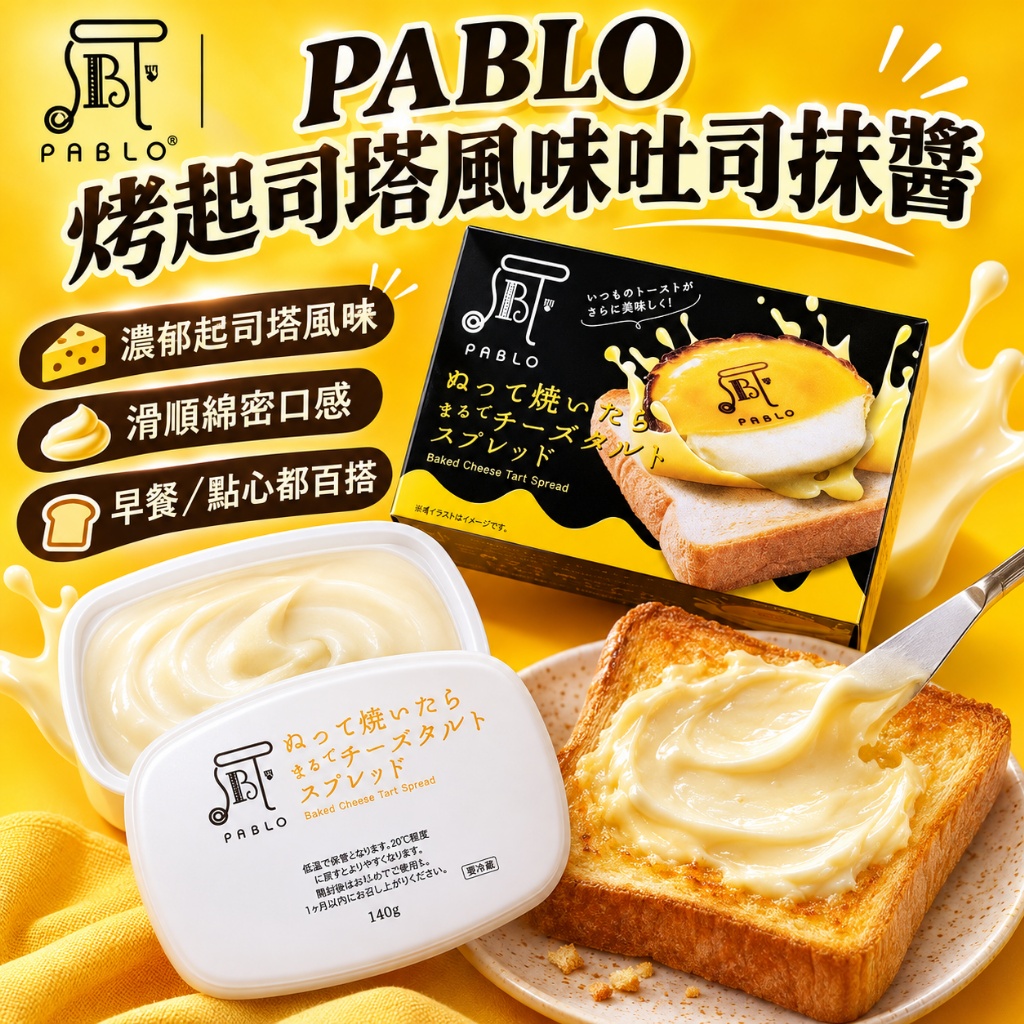 PABLO®
PABLO
烤起司塔風味吐司抹醬
濃郁起司塔風味
滑順綿密口感
早餐/點心都百搭
PABLO
いつものトーストが
さらに美味しく!
ぬって焼いたら
まるでチーズタルト
スプレッド
Baked Cheese Tart Spread
イラストはイメージです。
PABLO
PABLO
ぬって焼いたら
まるでチーズタルト
スプレッド
Baked Cheese Tart Spread
低温で保管となります。20℃程度
に戻すとよりやすくなります。
開封後はお早めでご使用
1ヶ月以内にお召し上がりください。
要冷蔵
140g